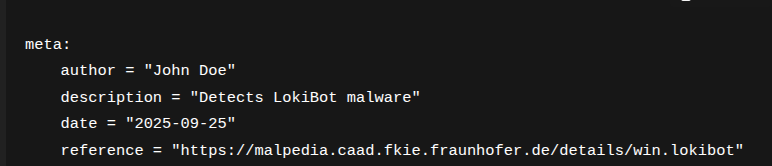 meta:
author = "John Doe"
description = "Detects LokiBot malware"
date = "2025-09-25"
reference = "https://malpedia.caad.fkie.fraunhofer.de/details/win.lokibot"